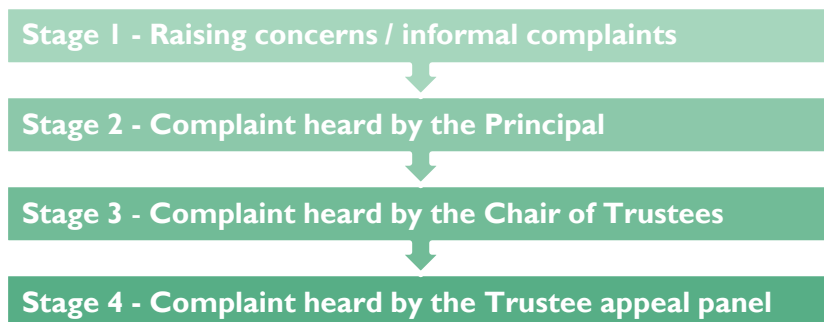 Stage 1 - Raising concerns / informal complaints
Stage 2 - Complaint heard by the Principal
Stage 3 - Complaint heard by the Chair of Trustees
Stage 4 - Complaint heard by the Trustee appeal panel